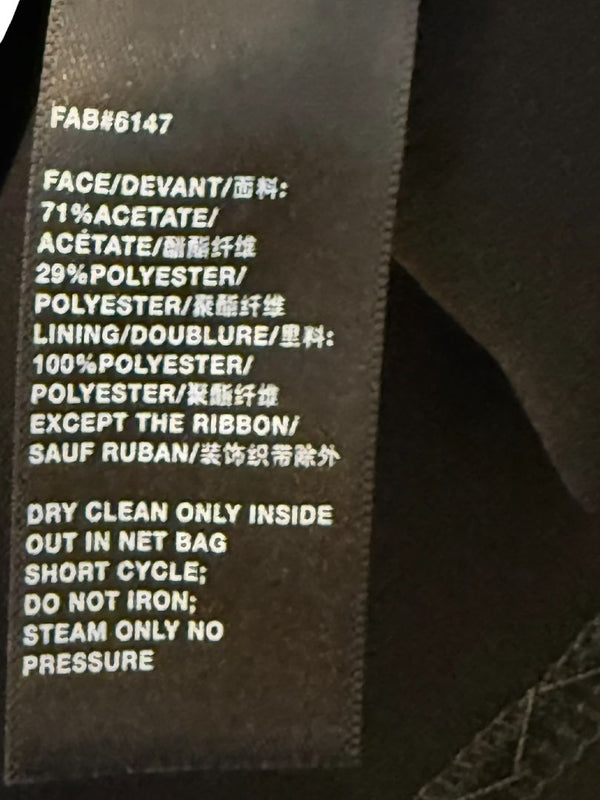 FAB#6147
FACE/DEVANT/面料:
71%ACETATE/
ACÉTATE/醋酯纤维
29%POLYESTER/
POLYESTER/聚酯纤维
LINING/DOUBLURE/里料:
100%POLYESTER/
POLYESTER/聚酯纤维
EXCEPT THE RIBBON/
SAUF RUBAN/装饰织带除外
DRY CLEAN ONLY INSIDE
OUT IN NET BAG
SHORT CYCLE;
DO NOT IRON;
STEAM ONLY NO
PRESSURE